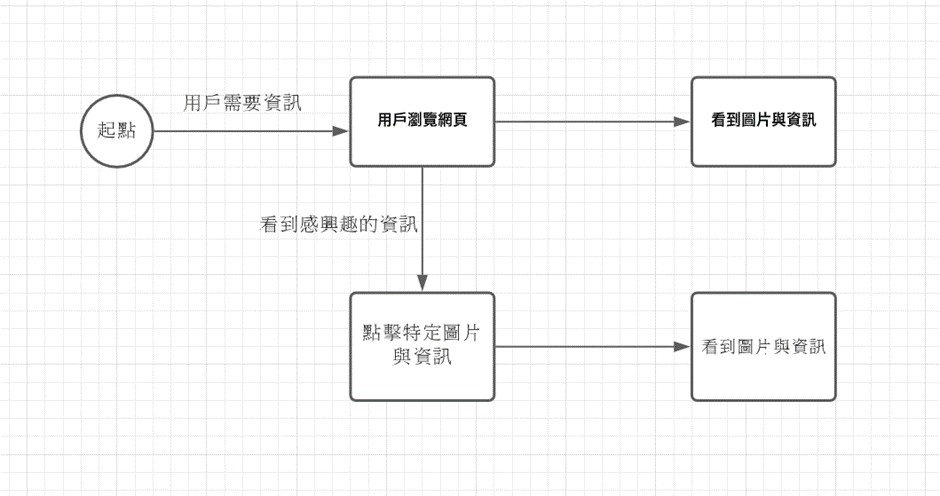 用戶需要資訊
起點
用戶瀏覽網頁
看到圖片與資訊
看到感興趣的資訊
點擊特定圖片
與資訊
看到圖片與資訊